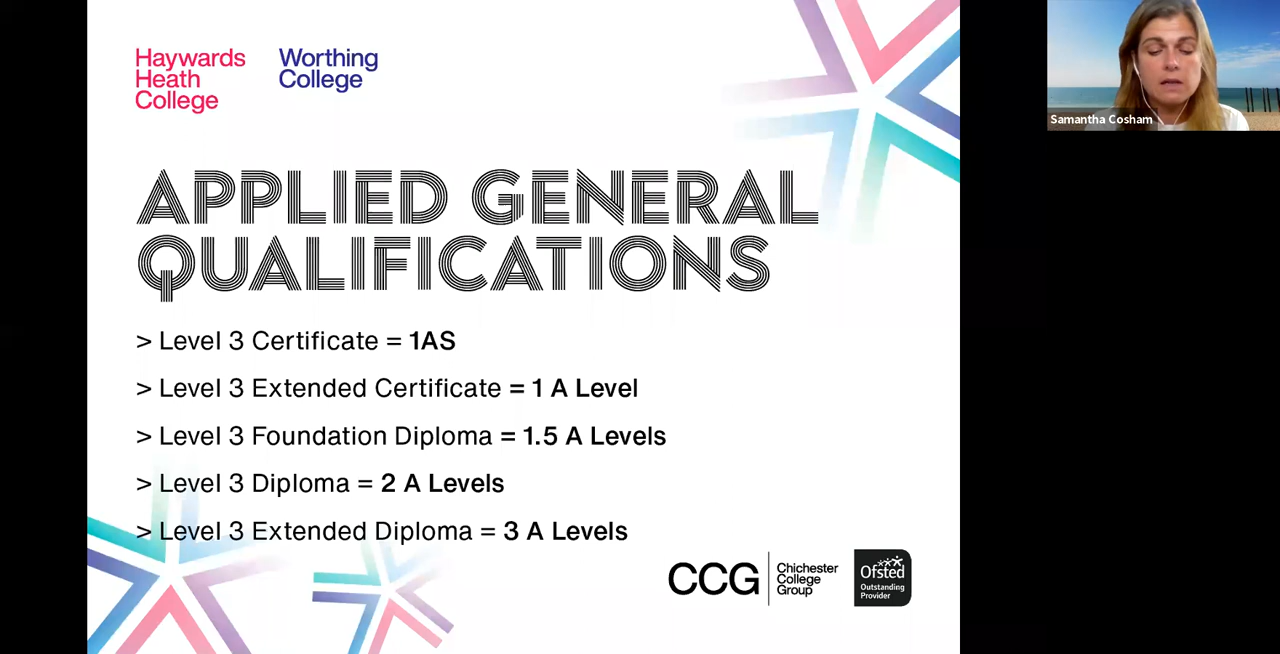 Haywards
Heath
College
Worthing
College
APPLIED GENERAL
QUALIFICATIONS
> Level 3 Certificate = 1AS
> Level 3 Extended Certificate = 1 A Level
> Level 3 Foundation Diploma = 1.5 A Levels
> Level 3 Diploma = 2 A Levels
> Level 3 Extended Diploma = 3 A Levels
CCG
Chichester
College
Group
Ofsted
Outstanding
Provider
Samantha Cosham